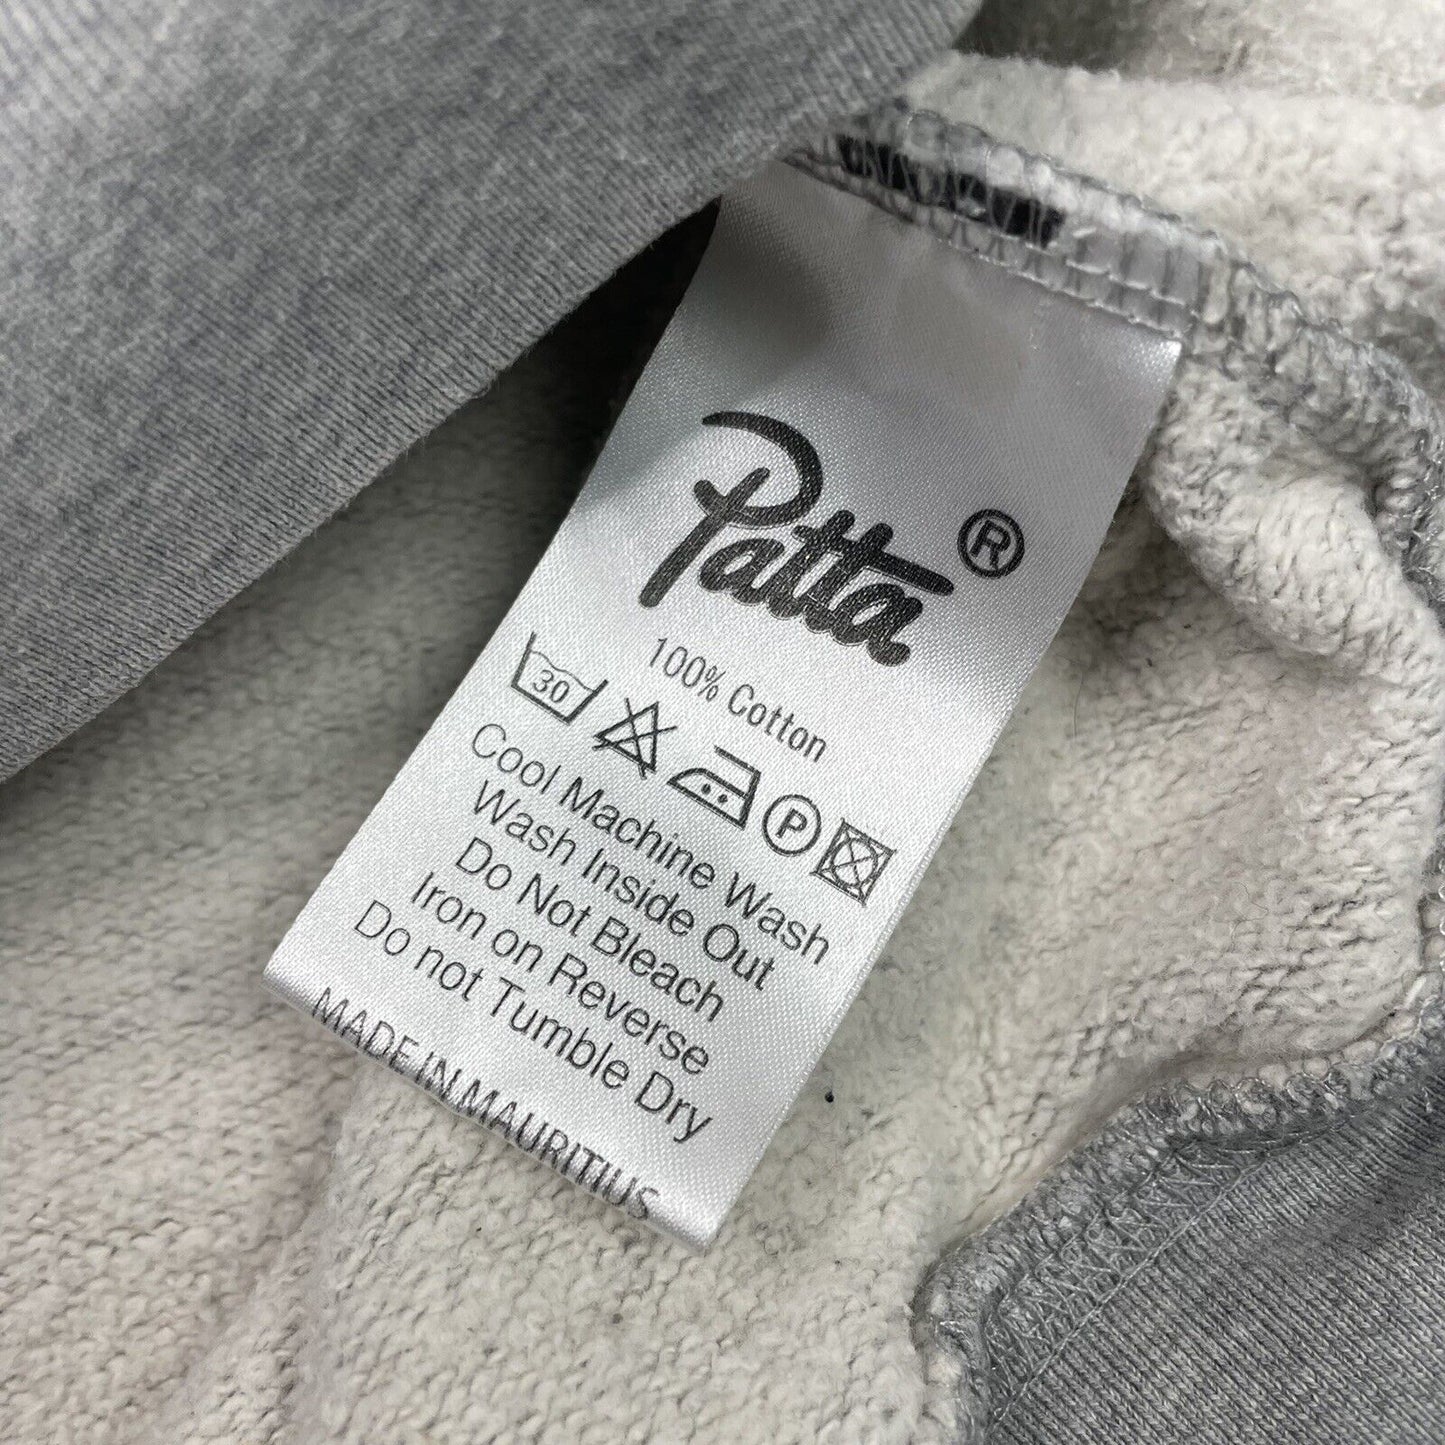 Patta ®
100% Cotton
30 P
Cool Machine Wash
Wash Inside Out
Do Not Bleach
Iron on Reverse
Do not Tumble Dry
MADE IN MAURITIUS